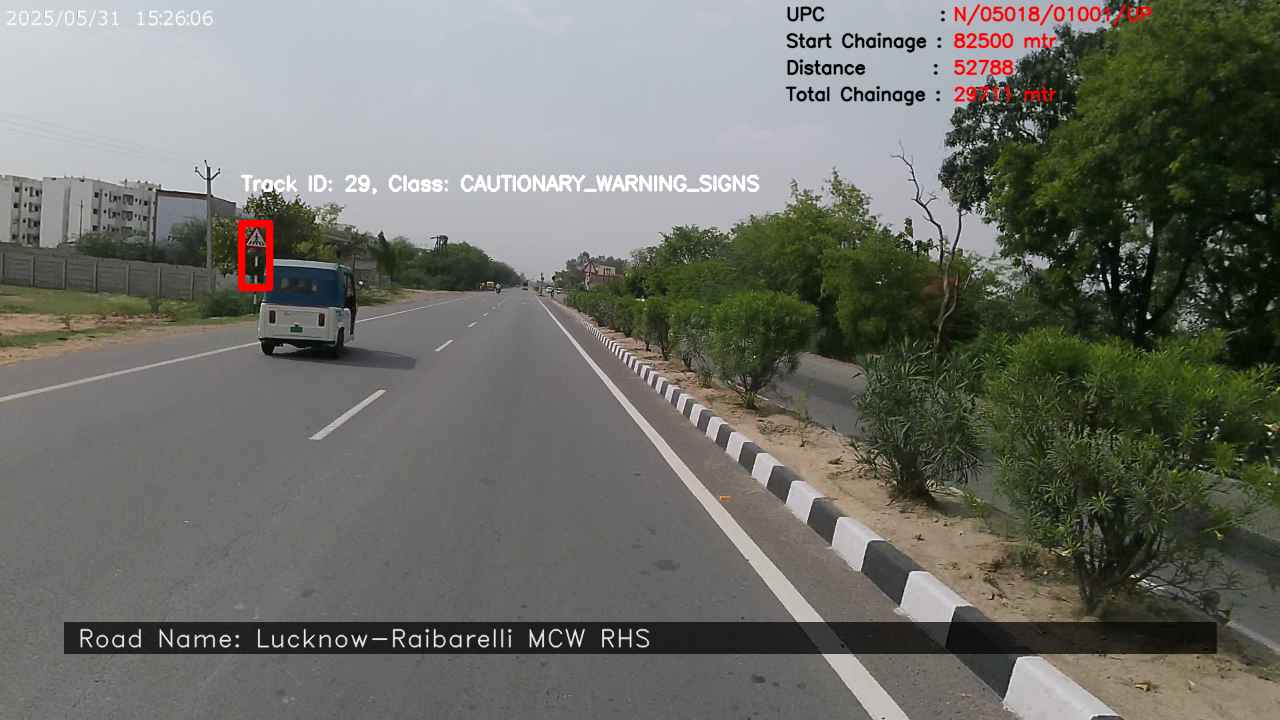 2025/05/31 15:26:06
UPC : N/05018/01001/UP
Start Chainage : 82500 mtr
Distance : 52788
Total Chainage : 29711 mtr
Track ID: 29, Class: CAUTIONARY_WARNING_SIGNS
Road Name: Lucknow-Raibarelli MCW RHS